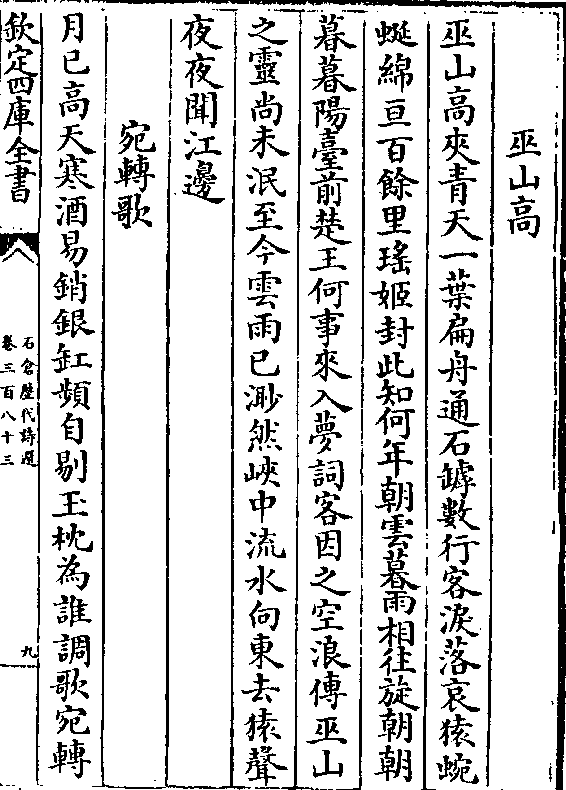 巫山高
巫山高夾青天一葉扁舟通石罅數行客淚落哀猿蜿
蜒綿亘百餘里瑤姬封此知何年朝雲暮雨相徃旋朝朝
暮暮陽臺前楚王何事來入夢詞客因之空浪傳巫山
之靈尚未泯至今雲雨已渺然峽中流水向東去猿聲
夜夜聞江邊
宛轉歌
月已高天寒酒易銷銀缸頻自剔玉枕為誰調歌宛轉
欽定四庫全書
石倉歴代詩選
卷三百八十三
九